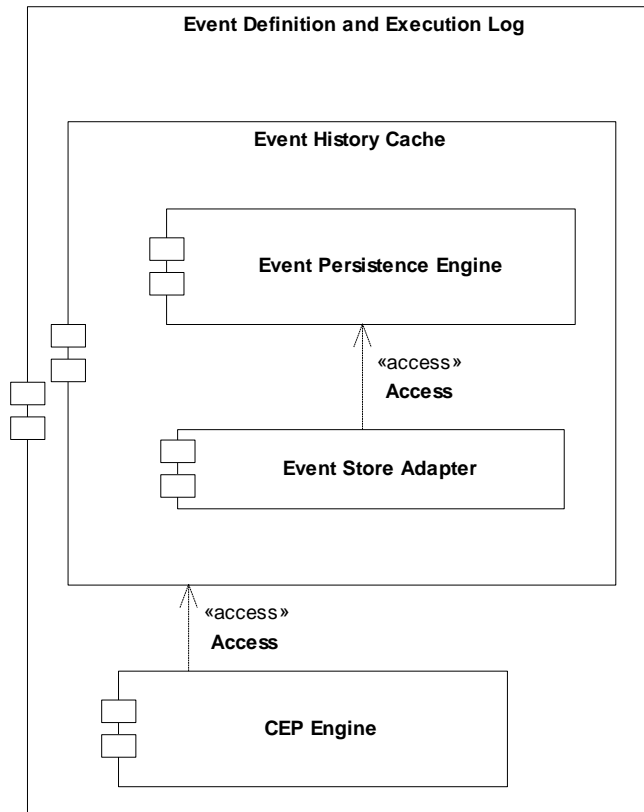 Event Definition and Execution Log
Event History Cache
Event Persistence Engine
«access»
Access
Event Store Adapter
«access»
Access
CEP Engine